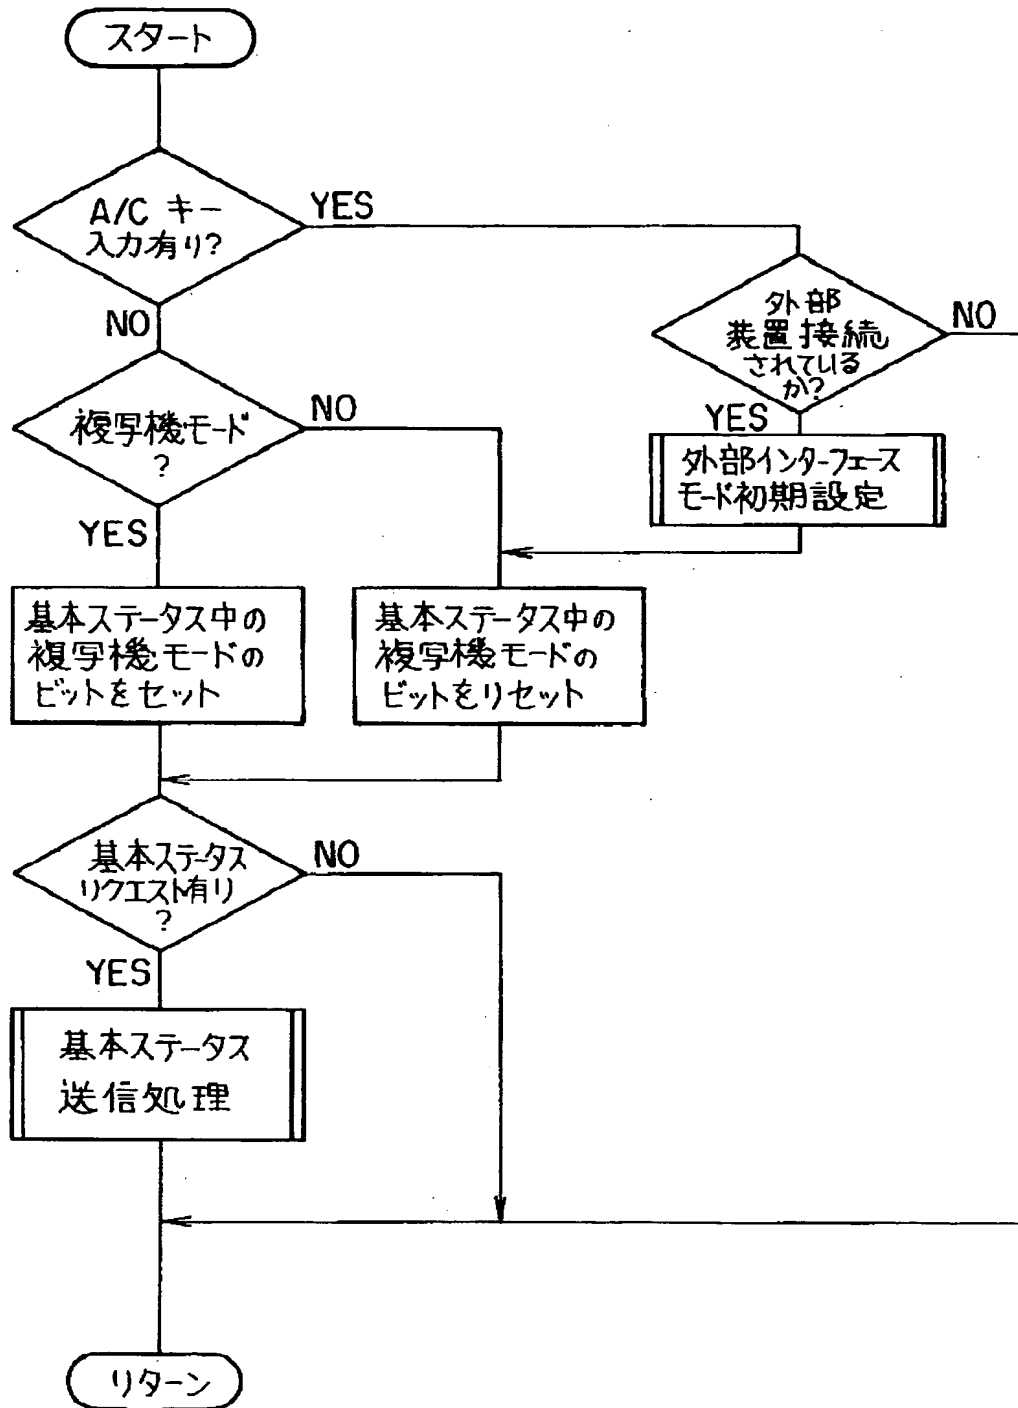 スタート
A/C キー
入力有り?
YES
NO
外部
装置接続
されている
か?
NO
YES
外部インターフェース
モード初期設定
複写機モード
?
NO
YES
基本ステータス中の
複写機モードの
ビットをセット
基本ステータス中の
複写機モードの
ビットをリセット
基本ステータス
リクエスト有り
?
NO
YES
基本ステータス
送信処理
リターン